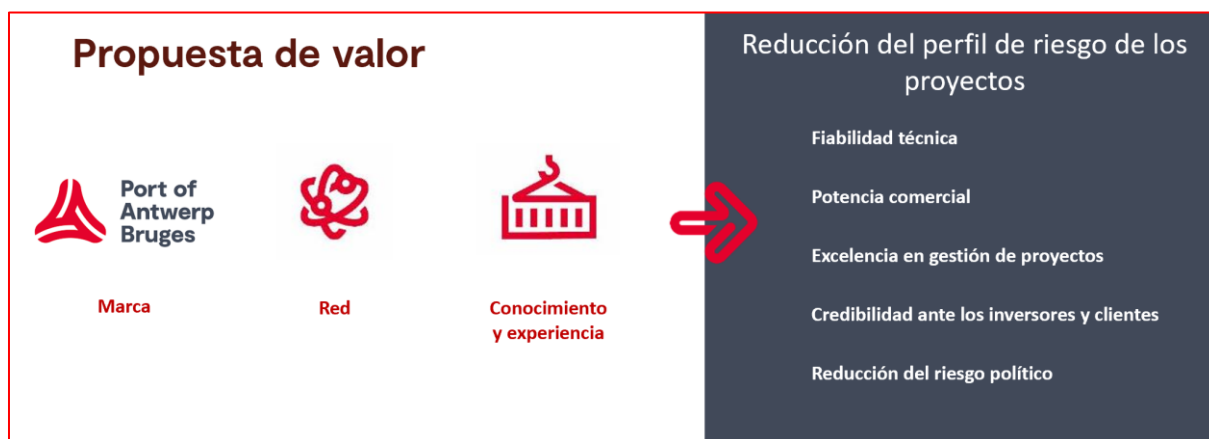 Propuesta de valor
Port of
Antwerp
Bruges
Marca
Red
Conocimiento
y experiencia
Reducción del perfil de riesgo de los
proyectos
Fiabilidad técnica
Potencia comercial
Excelencia en gestión de proyectos
Credibilidad ante los inversores y clientes
Reducción del riesgo político